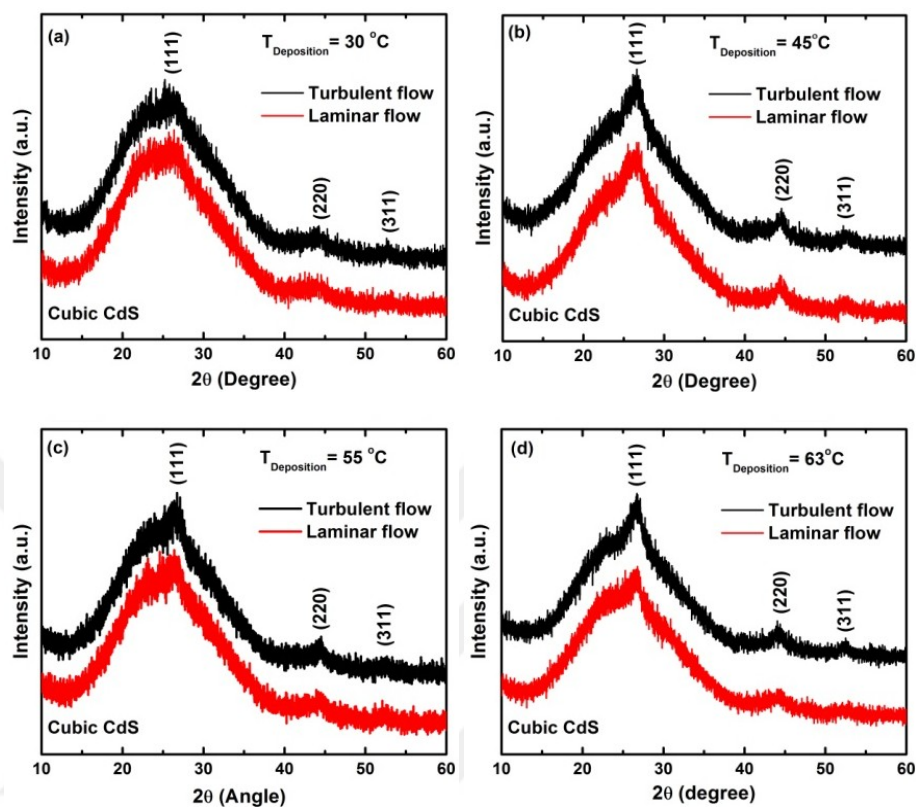 (a)
T Deposition = 30 °C
(111)
Turbulent flow
Laminar flow
(220)
(311)
Cubic CdS
Intensity (a.u.)
10 20 30 40 50 60
2θ (Degree)
(b)
T Deposition = 45°C
(111)
Turbulent flow
Laminar flow
(220)
(311)
Cubic CdS
Intensity (a.u.)
10 20 30 40 50 60
2θ (Degree)
(c)
T Deposition = 55 °C
(111)
Turbulent flow
Laminar flow
(220)
(311)
Cubic CdS
Intensity (a.u.)
10 20 30 40 50 60
2θ (Angle)
(d)
T Deposition = 63°C
(111)
Turbulent flow
Laminar flow
(220)
(311)
Cubic CdS
Intensity (a.u.)
10 20 30 40 50 60
2θ (degree)